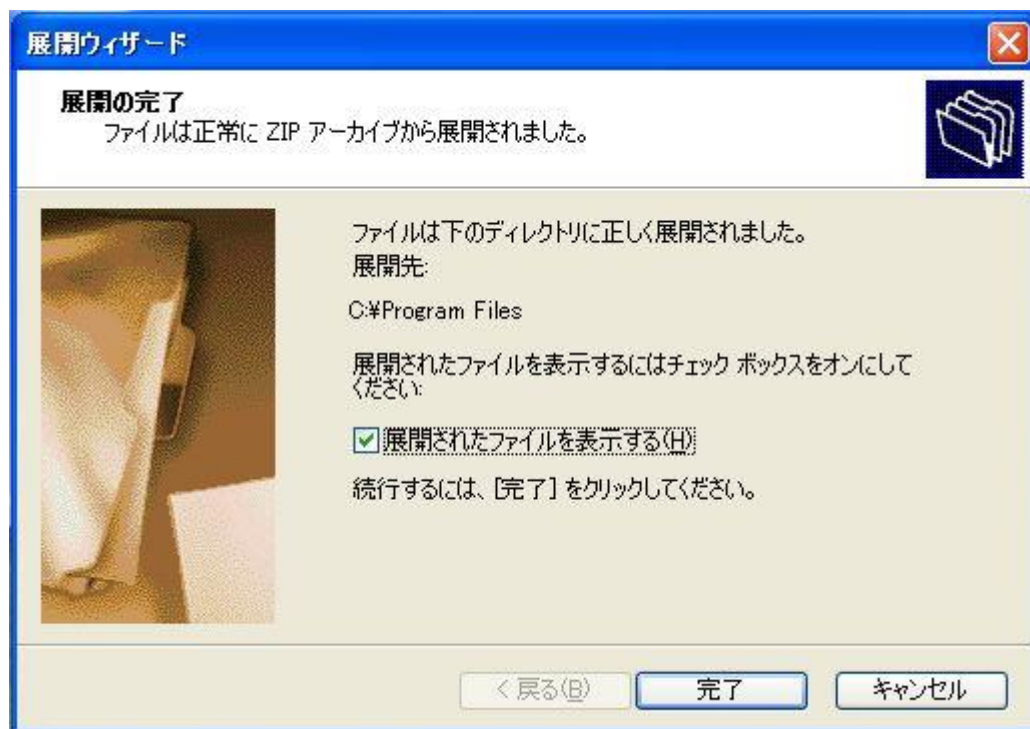 展開ウィザード
展開の完了
ファイルは正常に ZIP アーカイブから展開されました。
ファイルは下のディレクトリに正しく展開されました。
展開先:
C:¥Program Files
展開されたファイルを表示するにはチェック ボックスをオンにして
ください:
展開されたファイルを表示する(H)
続行するには、[完了] をクリックしてください。
< 戻る(B)
完了
キャンセル